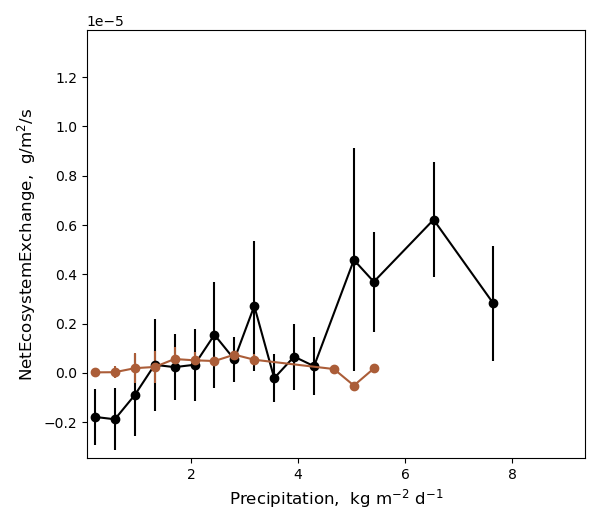 1e−5
1.2
1.0
0.8
0.6
0.4
0.2
0.0
−0.2
NetEcosystemExchange,  g/m²/s
2 4 6 8
Precipitation,  kg m⁻² d⁻¹